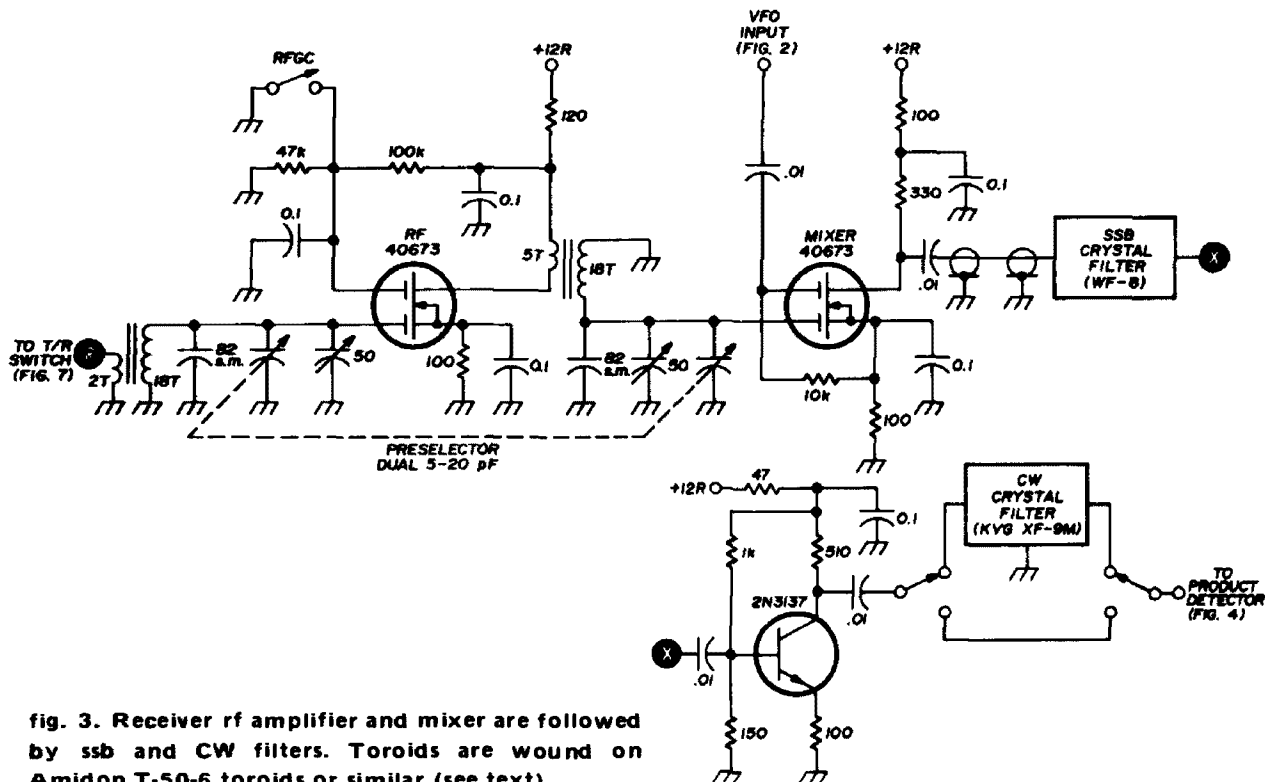 RFGC
+12R
120
47k
100k
0.1
0.1
RF
40673
5T
18T
TO T/R
SWITCH
(FIG. 7)
2T
18T
82
s.m.
50
100
0.1
PRESELECTOR
DUAL 5-20 pF
VFO
INPUT
(FIG. 2)
.01
+12R
100
330
0.1
MIXER
40673
.01
SSB
CRYSTAL
FILTER
(WF-8)
X
82
s.m.
50
10k
0.1
100
+12R
47
0.1
1k
510
2N3137
.01
X
.01
150
100
CW
CRYSTAL
FILTER
(KVG XF-9M)
TO
PRODUCT
DETECTOR
(FIG. 4)
fig. 3. Receiver rf amplifier and mixer are followed
by ssb and CW filters. Toroids are wound on
Amidon T-50-6 toroids or similar (see text)